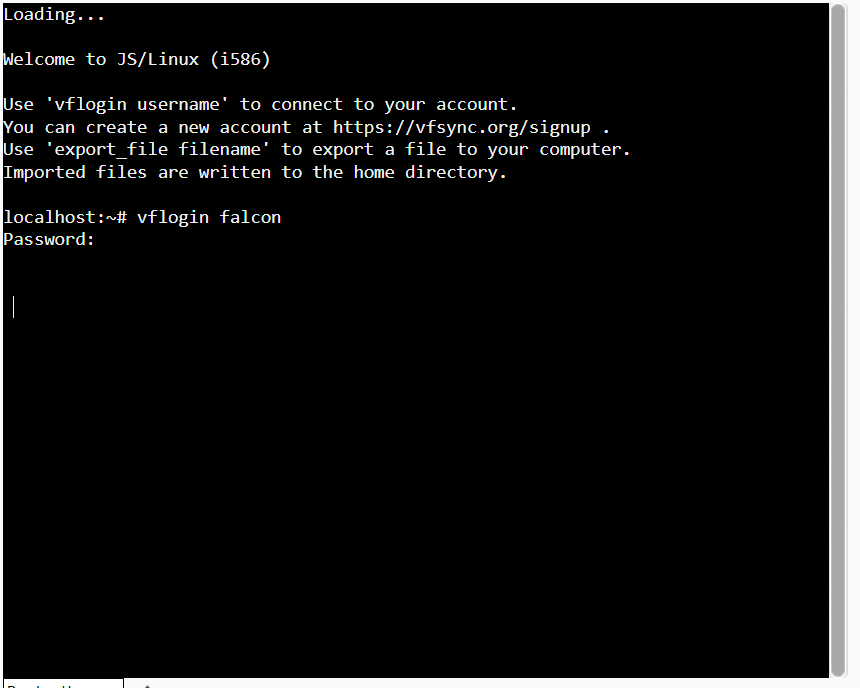 Loading...
Welcome to JS/Linux (i586)
Use 'vflogin username' to connect to your account.
You can create a new account at https://vfsync.org/signup .
Use 'export_file filename' to export a file to your computer.
Imported files are written to the home directory.
localhost:~# vflogin falcon
Password: